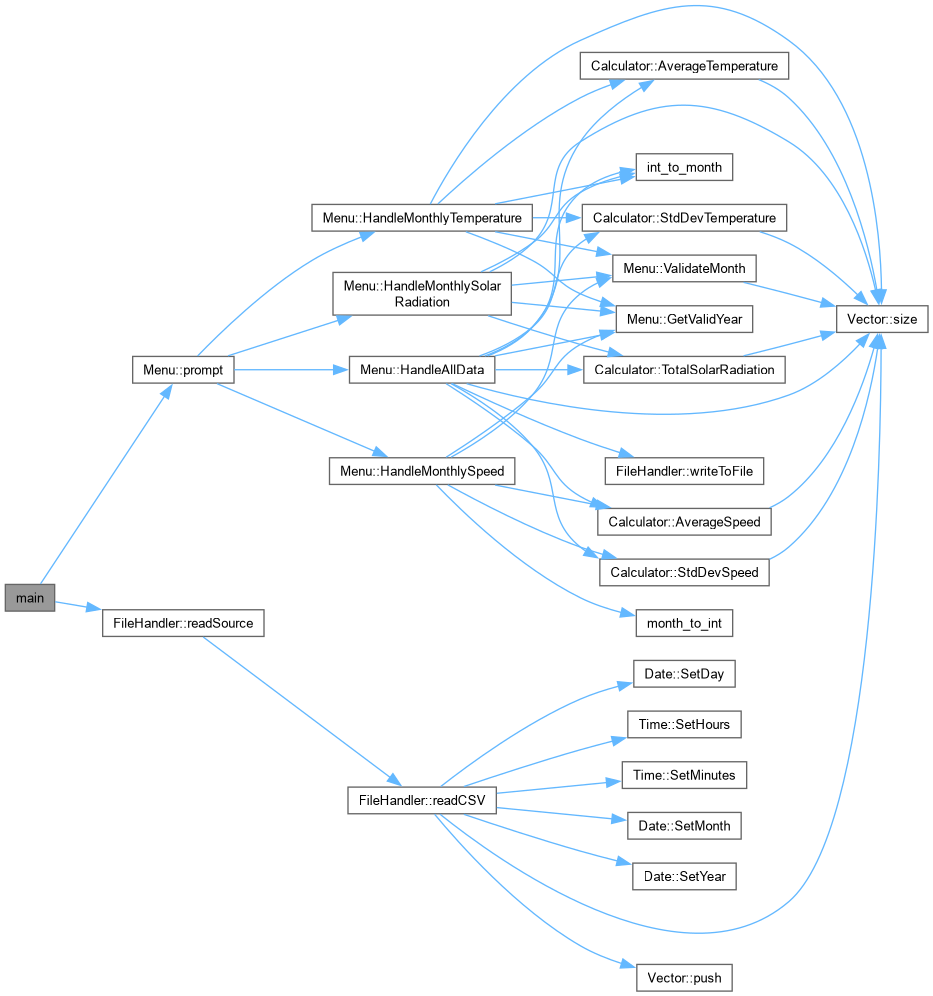 Calculator::AverageTemperature
int_to_month
Menu::HandleMonthlyTemperature
Calculator::StdDevTemperature
Menu::ValidateMonth
Menu::HandleMonthlySolar
Radiation
Menu::GetValidYear
Vector::size
Menu::prompt
Menu::HandleAllData
Calculator::TotalSolarRadiation
Menu::HandleMonthlySpeed
FileHandler::writeToFile
Calculator::AverageSpeed
Calculator::StdDevSpeed
main
FileHandler::readSource
month_to_int
Date::SetDay
Time::SetHours
Time::SetMinutes
FileHandler::readCSV
Date::SetMonth
Date::SetYear
Vector::push